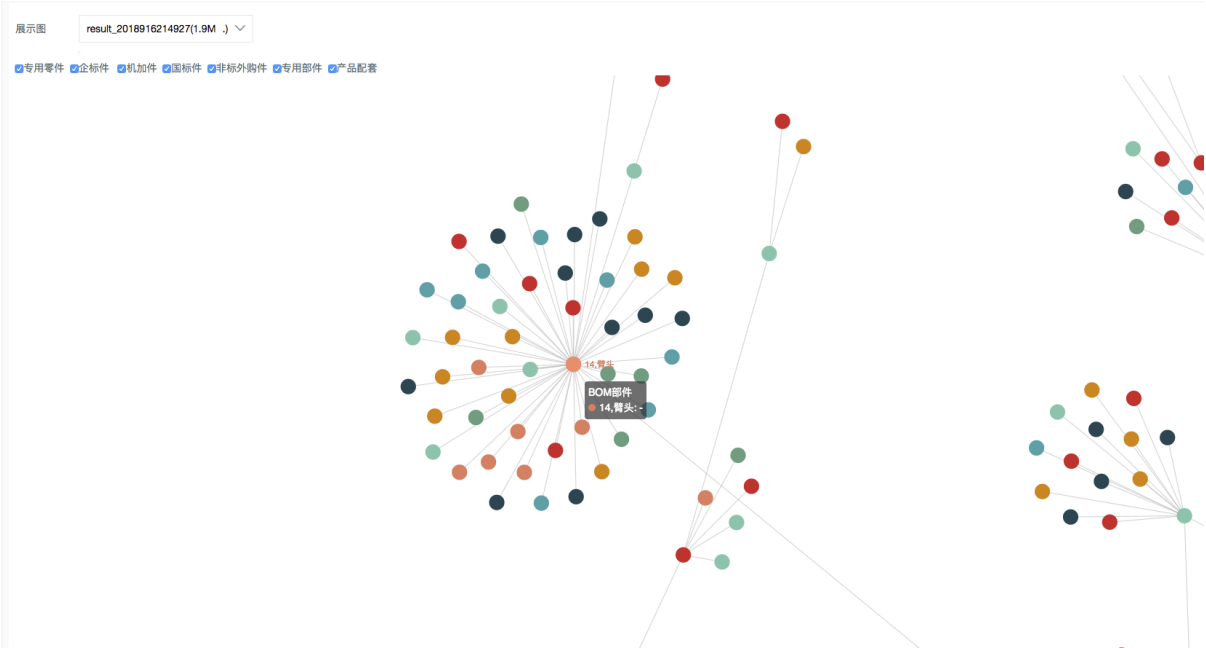 展示图 result_2018916214927(1.9M .)
专用零件 企标件 机加件 国标件 非标外购件 专用部件 产品配套
14,臂头
BOM部件
14,臂头: -